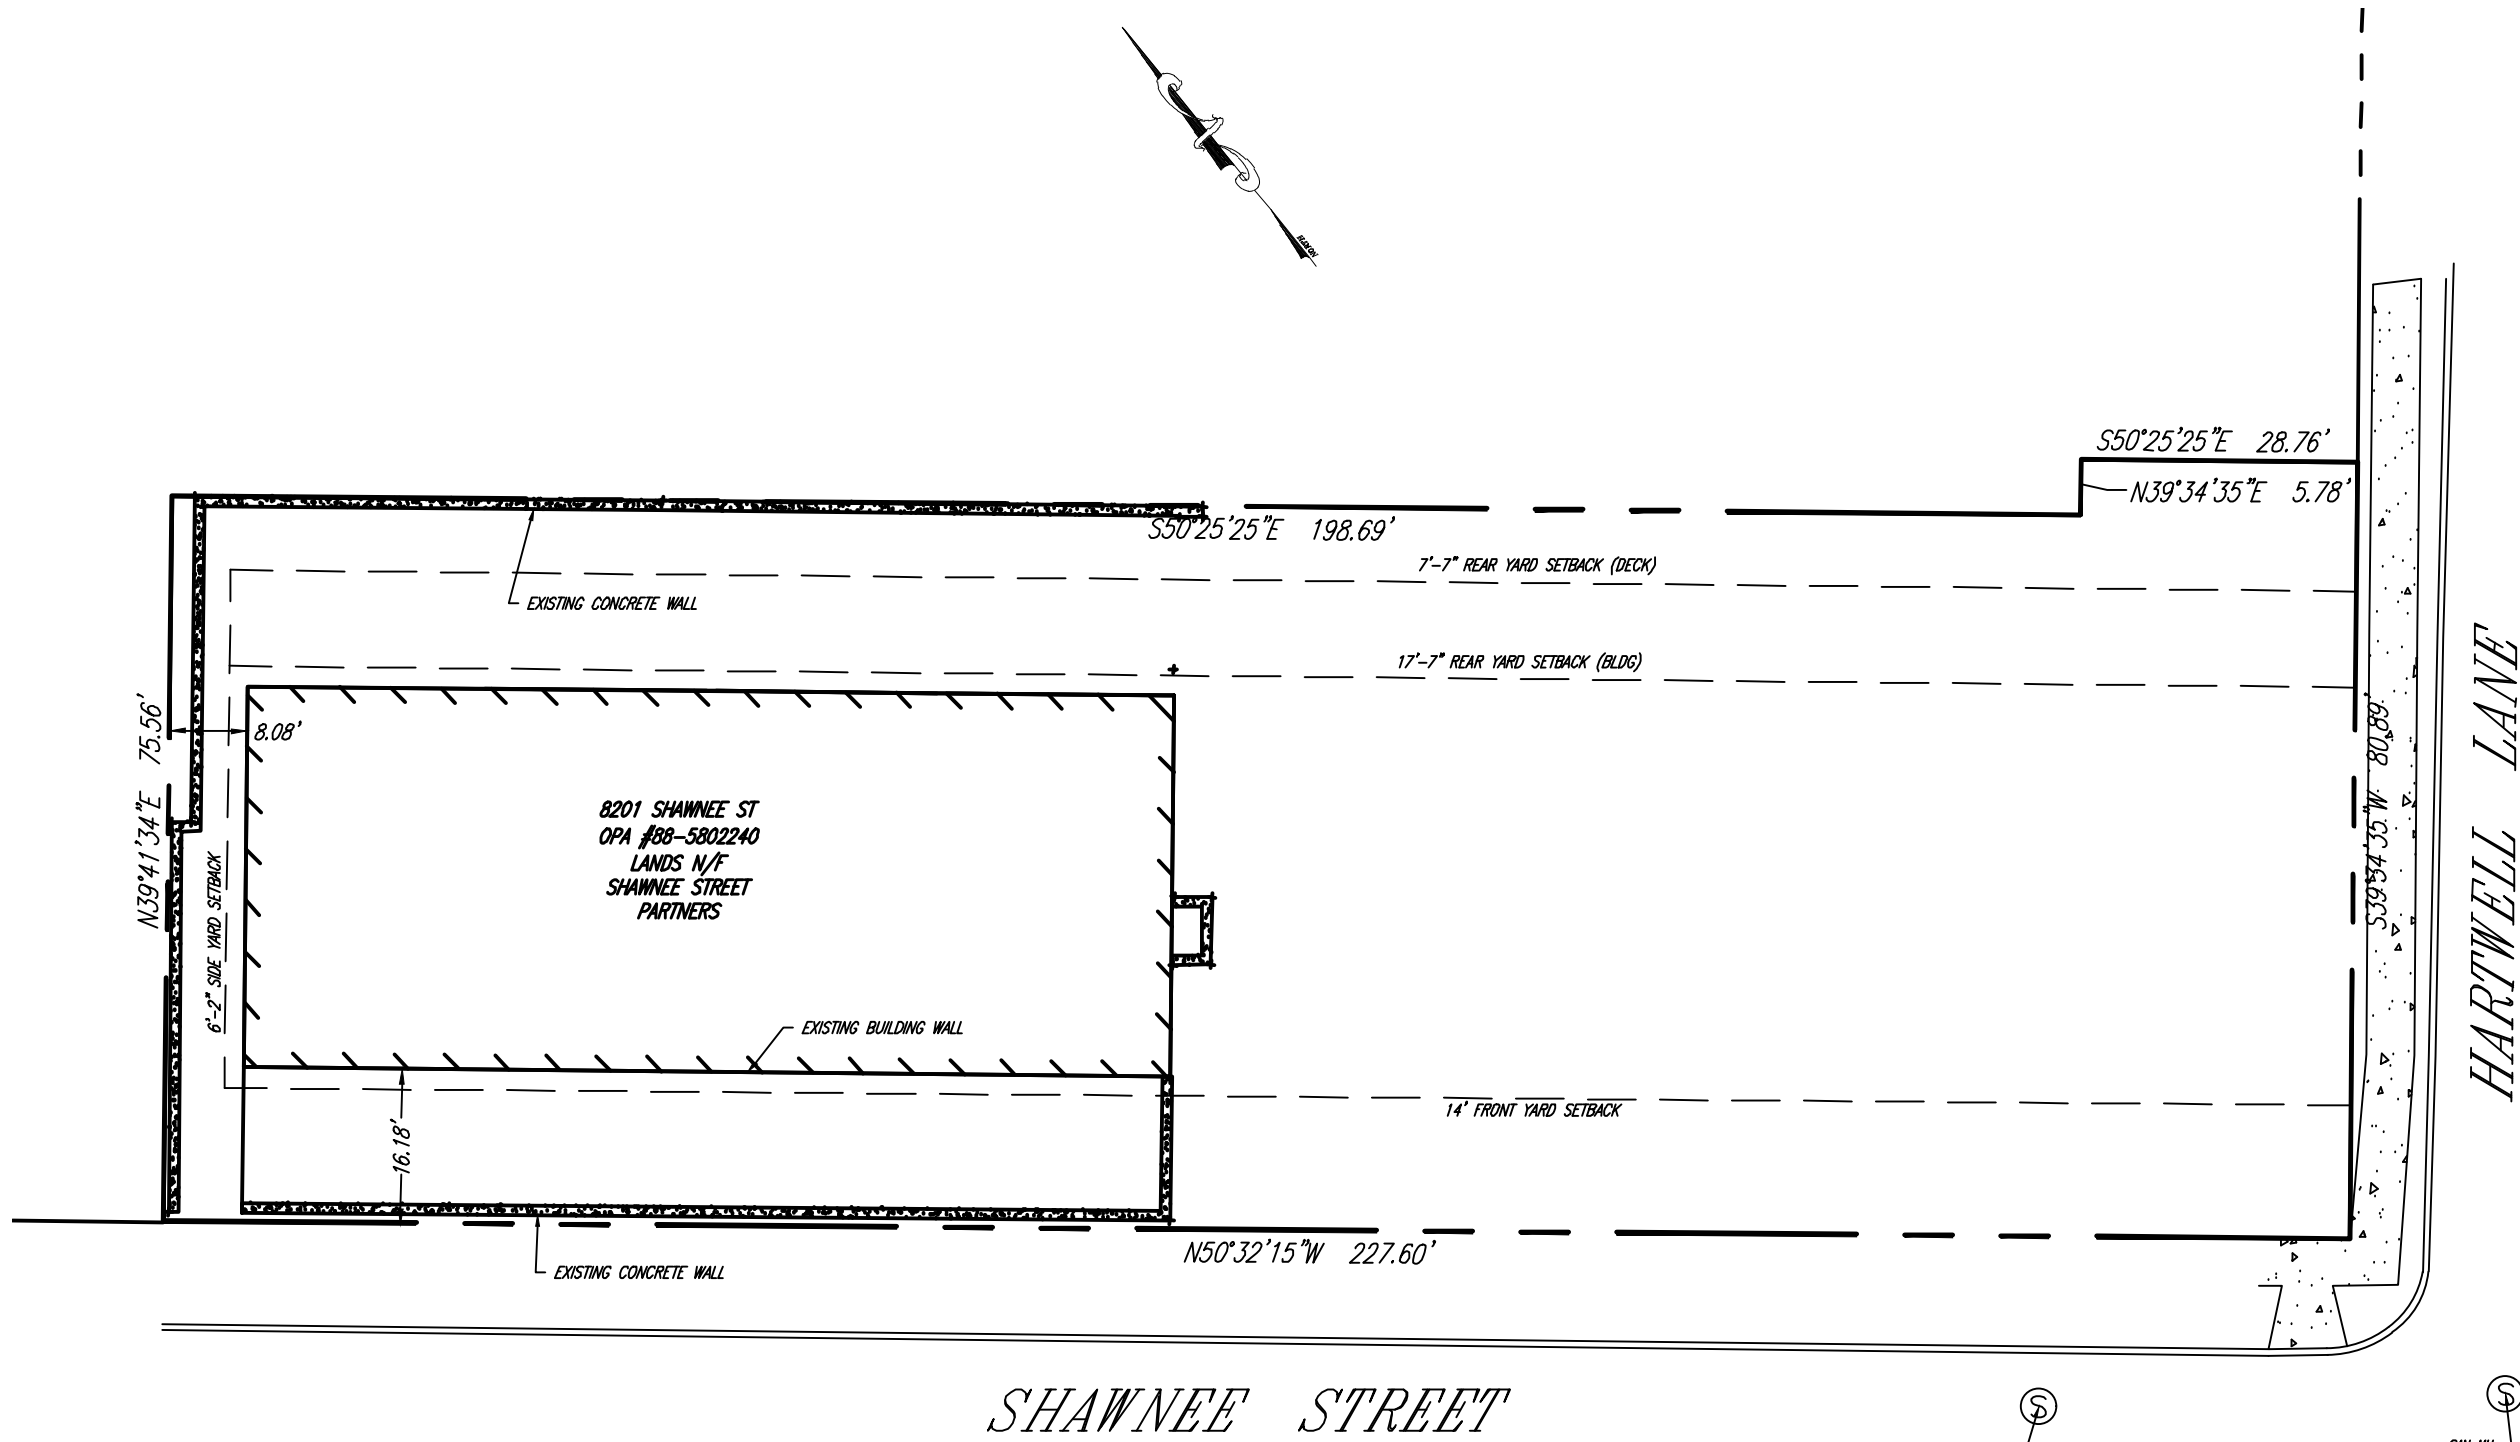 NORTH
S50°25'25"E 28.76'
N39°34'35"E 5.78'
S50°25'25"E 198.69'
7'-7" REAR YARD SETBACK (DECK)
EXISTING CONCRETE WALL
17'-7" REAR YARD SETBACK (BLDG)
N39°41'34"E 75.56'
8.08'
S39°34'35"W 80.89'
HARTWELL LANE
8201 SHAWNEE ST
OPA #88-5802240
LANDS N/F
SHAWNEE STREET
PARTNERS
6'-2" SIDE YARD SETBACK
EXISTING BUILDING WALL
14' FRONT YARD SETBACK
16.18'
N50°32'15"W 227.60'
EXISTING CONCRETE WALL
SHAWNEE STREET
S
S